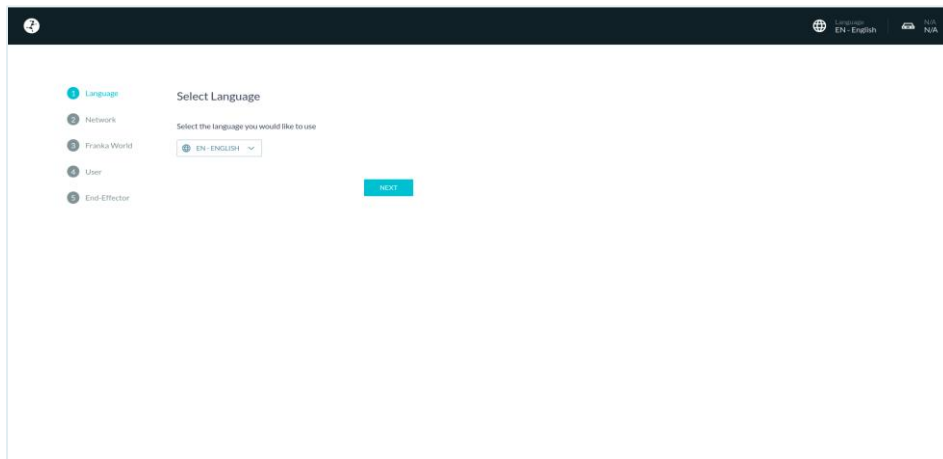 Language
EN - English
N/A
N/A
1 Language
2 Network
3 Franka World
4 User
5 End-Effector
Select Language
Select the language you would like to use
EN - ENGLISH
NEXT